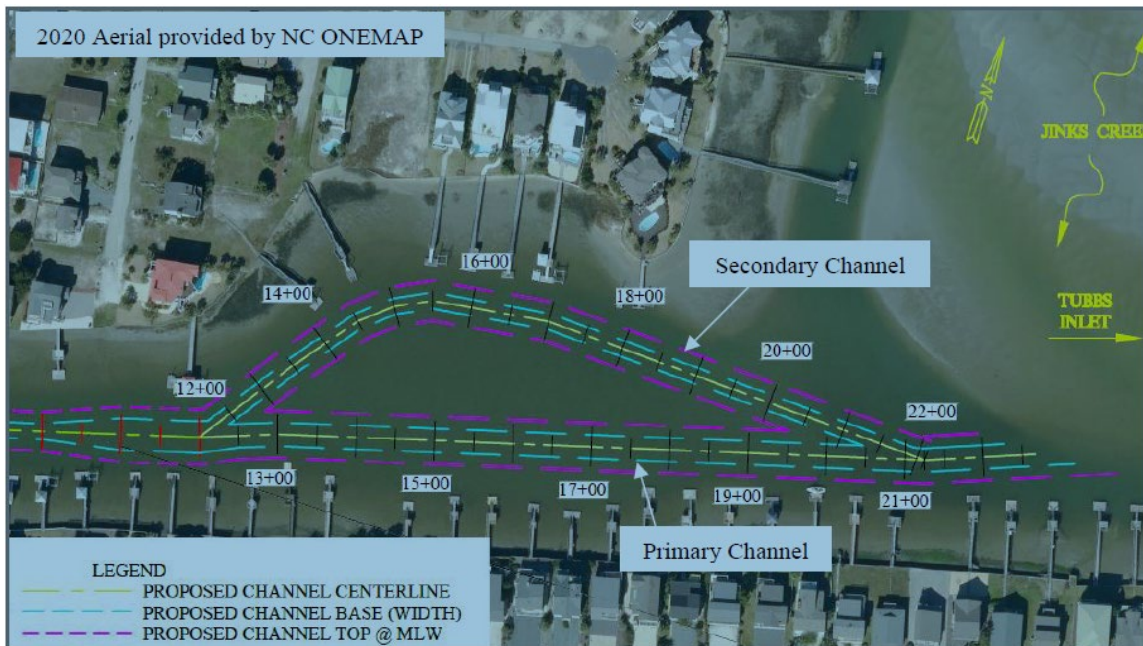 2020 Aerial provided by NC ONEMAP
N
JINKS CREE
TUBBS
INLET
Secondary Channel
16+00
14+00
18+00
12+00
20+00
22+00
13+00
15+00
17+00
19+00
21+00
Primary Channel
LEGEND
PROPOSED CHANNEL CENTERLINE
PROPOSED CHANNEL BASE (WIDTH)
PROPOSED CHANNEL TOP @ MLW